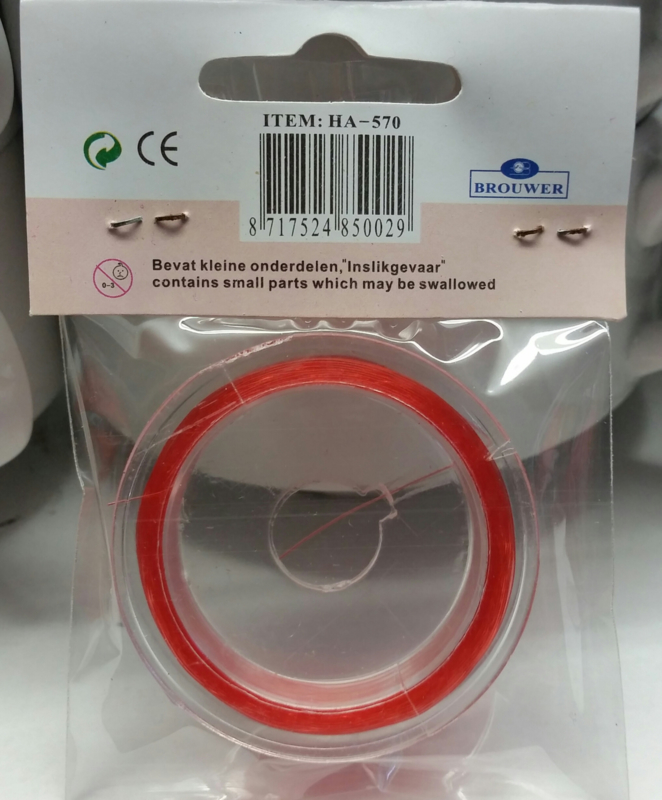 ITEM: HA-570
CE
8 717524 850029
BROUWER
0-3
Bevat kleine onderdelen,"Inslikgevaar"
contains small parts which may be swallowed